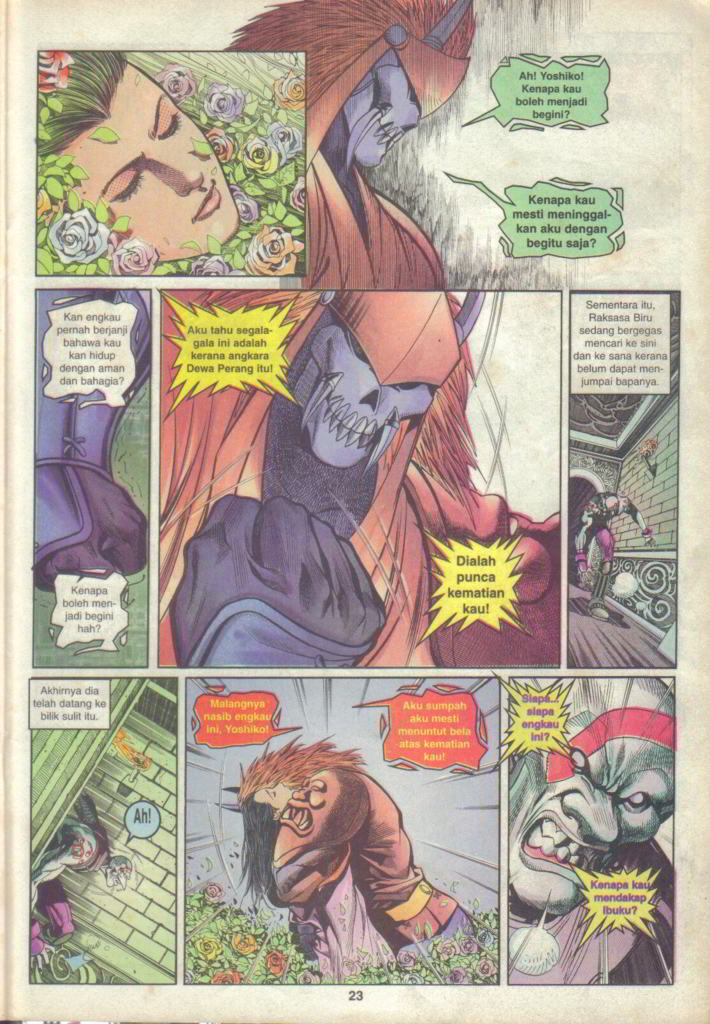 Ah! Yoshiko!
Kenapa kau
boleh menjadi
begini?
Kenapa kau
mesti meninggal-
kan aku dengan
begitu saja?
Kan engkau
pernah berjanji
bahawa kau
kan hidup
dengan aman
dan bahagia?
Kenapa
boleh men-
jadi begini
hah?
Aku tahu segala-
gala ini adalah
kerana angkara
Dewa Perang itu!
Dialah
punca
kematian
kau!
Sementara itu,
Raksasa Biru
sedang bergegas
mencari ke sini
dan ke sana kerana
belum dapat men-
jumpai bapanya.
Akhirnya dia
telah datang ke
bilik sulit itu.
Ah!
Malangnya
nasib engkau
ini, Yoshiko!
Aku sumpah
aku mesti
menuntut bela
atas kematian
kau!
Siapa...
siapa
engkau
ini?
Kenapa kau
mendakap
Ibuku?
23